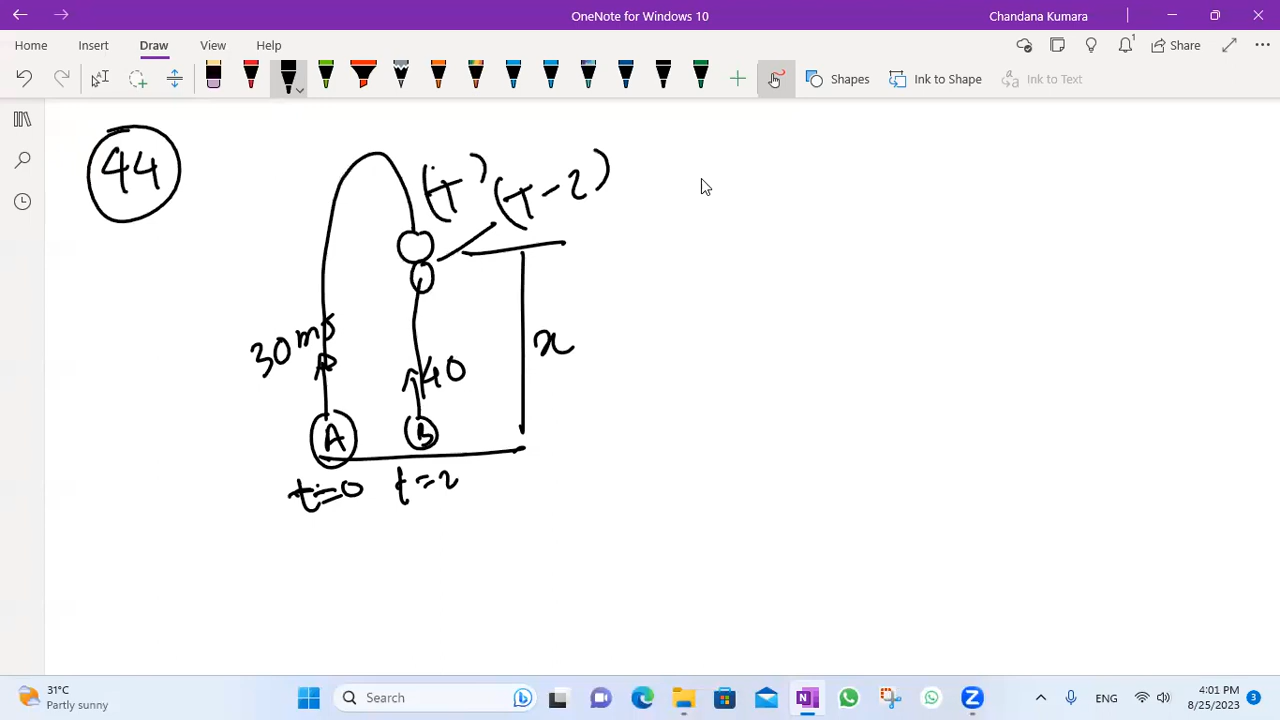 OneNote for Windows 10
Chandana Kumara
Home Insert Draw View Help
Share
Shapes
Ink to Shape
Ink to Text
44
(T) (T-2)
30ms
40
x
A
B
t=0
t=2
31°C
Partly sunny
Search
ENG
4:01 PM
8/25/2023
3